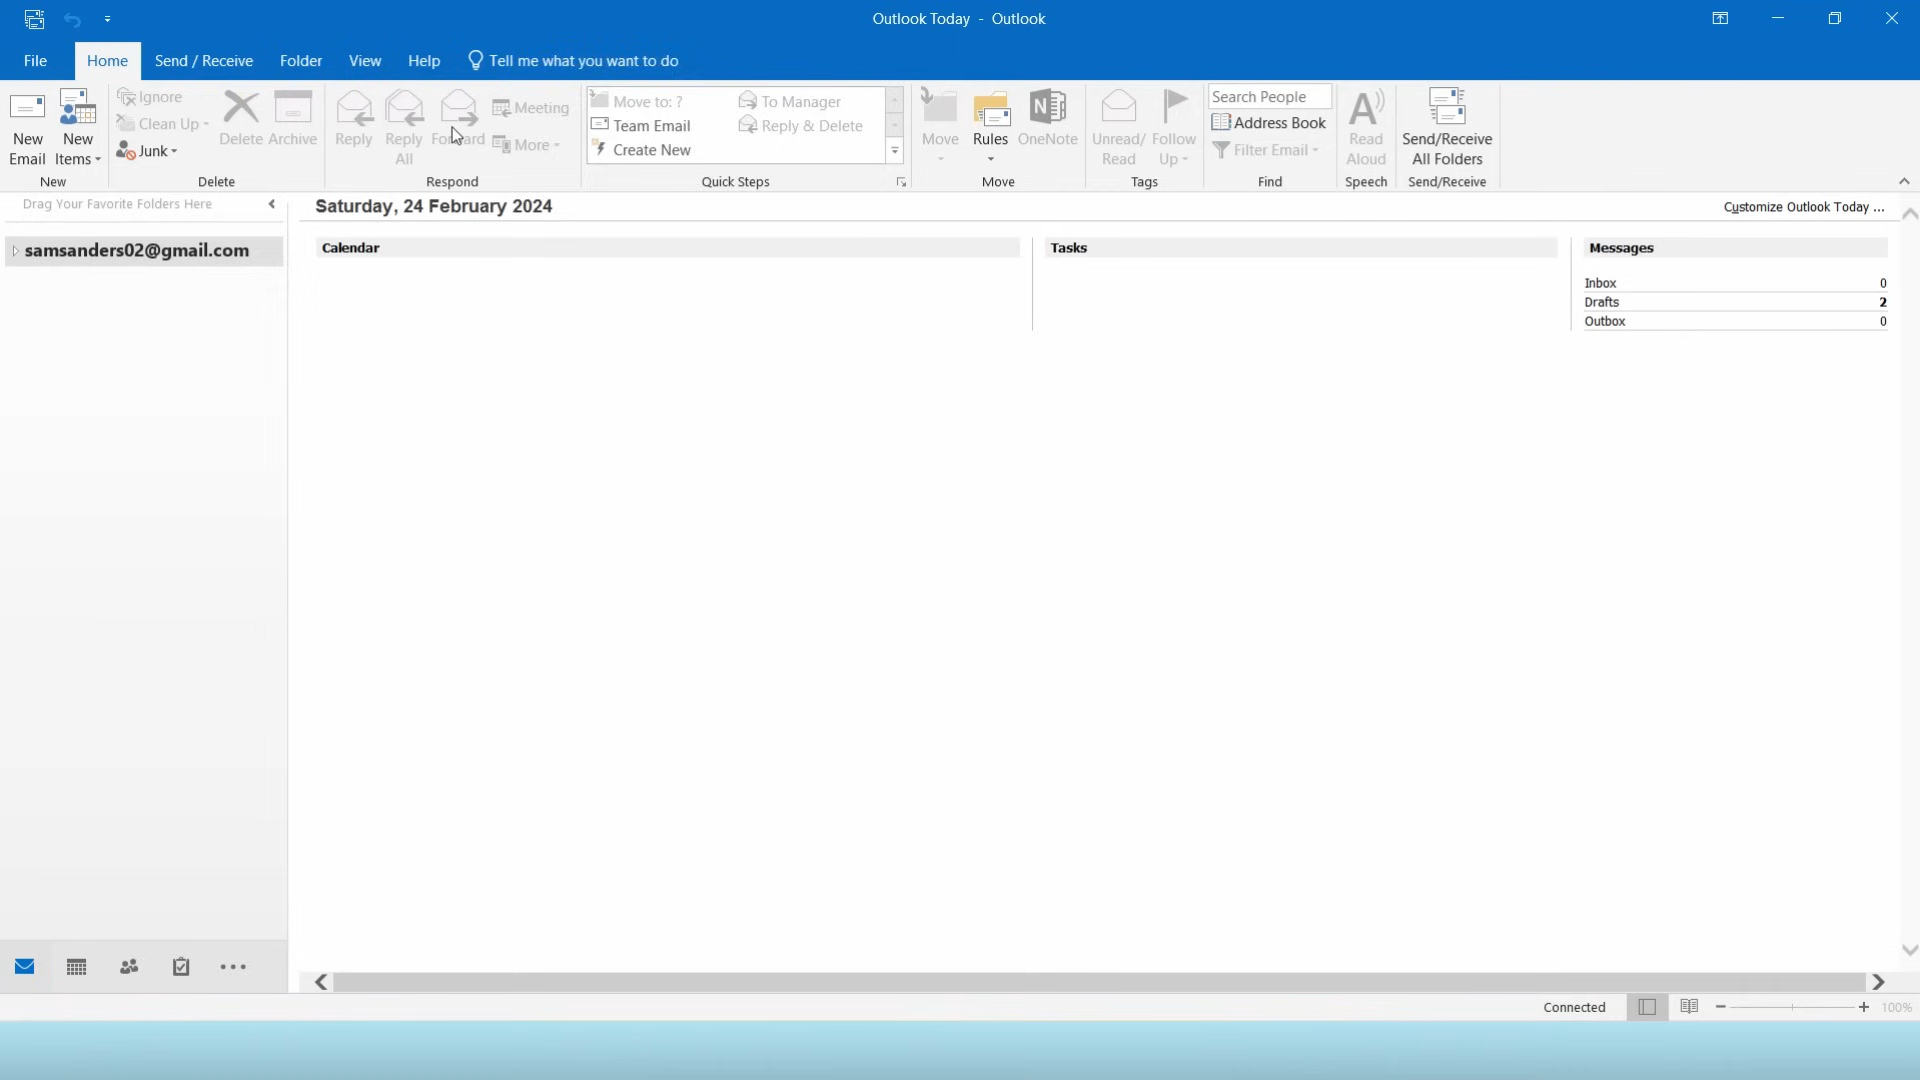 Outlook Today - Outlook
File Home Send / Receive Folder View Help Tell me what you want to do
New Email
New Items
New
Ignore
Clean Up
Junk
Delete
Archive
Delete
Reply
Reply All
Forward
Meeting
More
Respond
Move to: ?
Team Email
Create New
To Manager
Reply & Delete
Quick Steps
Move
Rules
OneNote
Move
Unread/ Read
Follow Up
Tags
Search People
Address Book
Filter Email
Find
Read Aloud
Speech
Send/Receive All Folders
Send/Receive
Drag Your Favorite Folders Here
samsanders02@gmail.com
Saturday, 24 February 2024
Customize Outlook Today ...
Calendar
Tasks
Messages
Inbox 0
Drafts 2
Outbox 0
Connected
100%